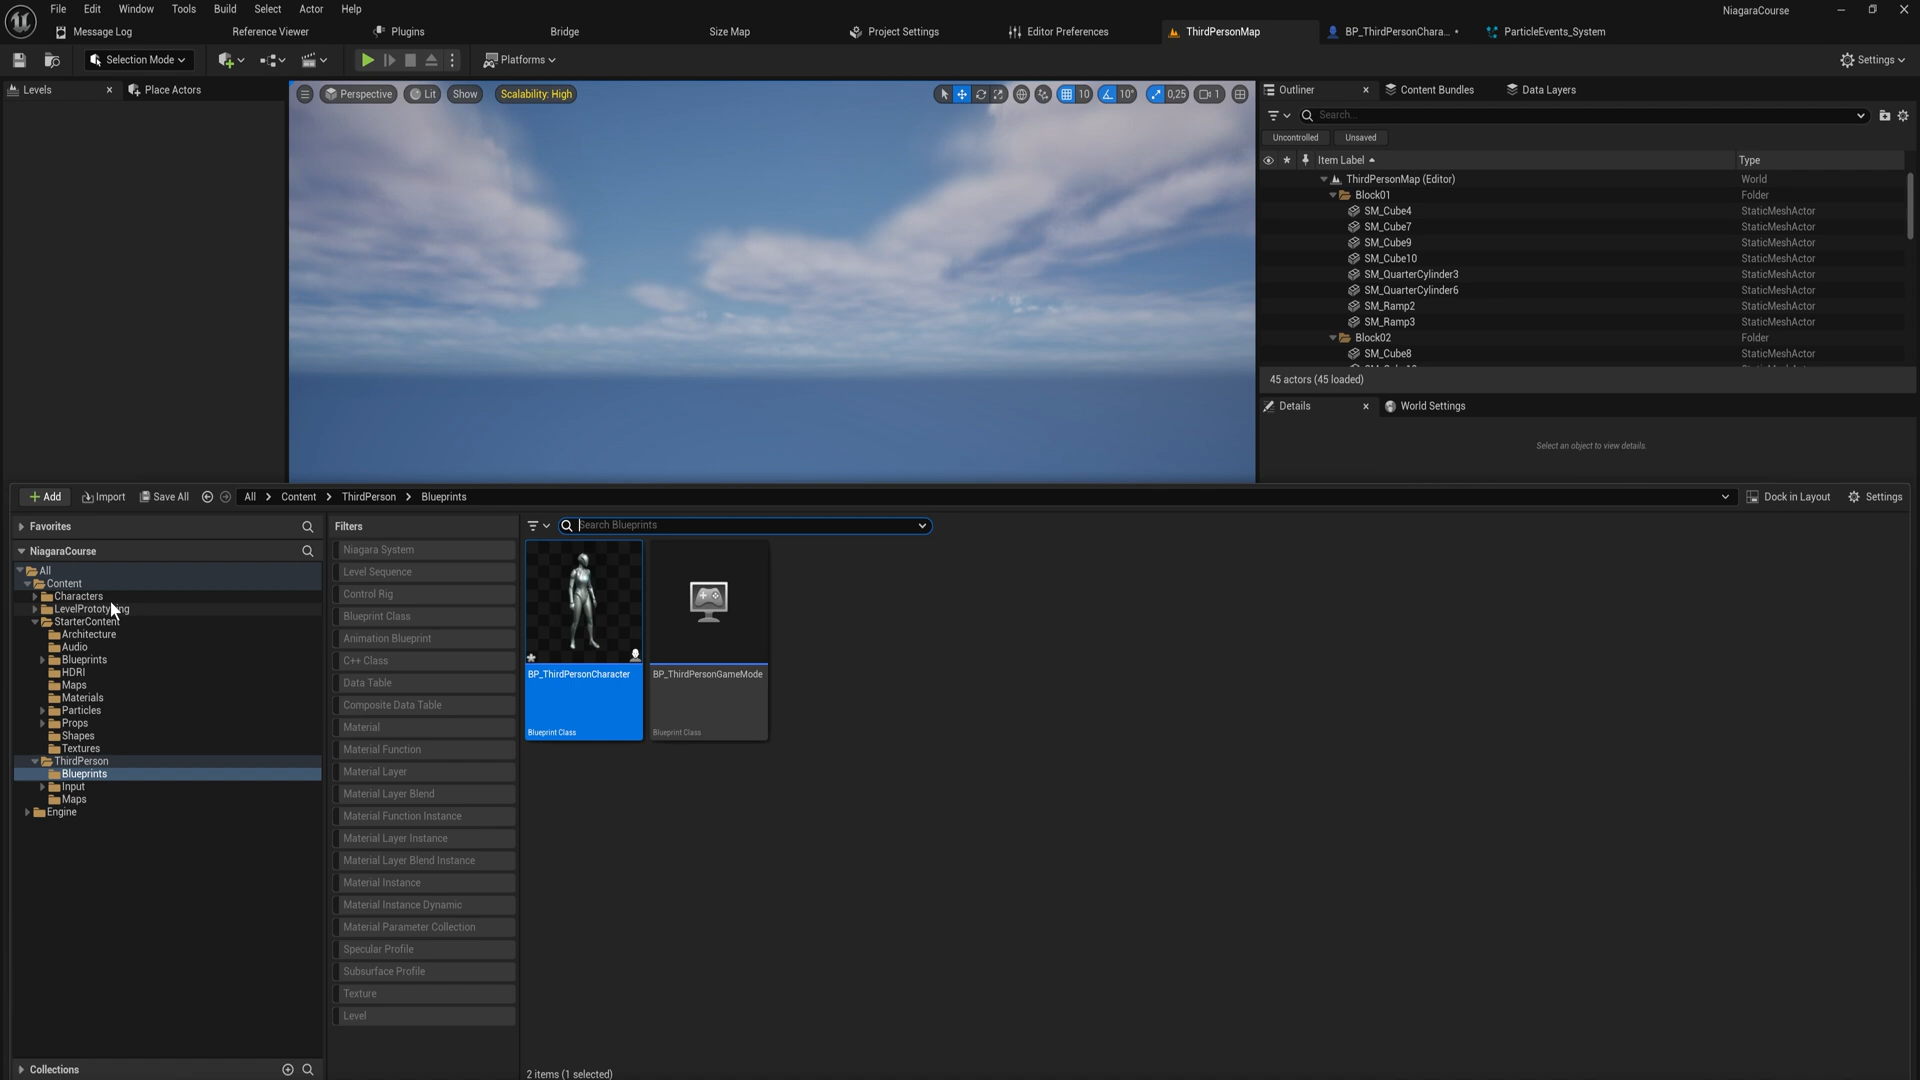 File Edit Window Tools Build Select Actor Help
NiagaraCourse
Message Log Reference Viewer Plugins Bridge Size Map Project Settings Editor Preferences ThirdPersonMap BP_ThirdPersonChara... • ParticleEvents_System
Selection Mode Platforms Settings
Levels Place Actors
Perspective Lit Show Scalability: High 10 10° 0,25 1
Outliner Content Bundles Data Layers
Search...
Uncontrolled Unsaved
Item Label Type
ThirdPersonMap (Editor) World
Block01 Folder
SM_Cube4 StaticMeshActor
SM_Cube7 StaticMeshActor
SM_Cube9 StaticMeshActor
SM_Cube10 StaticMeshActor
SM_QuarterCylinder3 StaticMeshActor
SM_QuarterCylinder6 StaticMeshActor
SM_Ramp2 StaticMeshActor
SM_Ramp3 StaticMeshActor
Block02 Folder
SM_Cube8 StaticMeshActor
45 actors (45 loaded)
Details World Settings
Select an object to view details.
Add Import Save All All Content ThirdPerson Blueprints Dock in Layout Settings
Favorites
NiagaraCourse
All
Content
Characters
LevelPrototyping
StarterContent
Architecture
Audio
Blueprints
HDRI
Maps
Materials
Particles
Props
Shapes
Textures
ThirdPerson
Blueprints
Input
Maps
Engine
Collections
Filters
Niagara System
Level Sequence
Control Rig
Blueprint Class
Animation Blueprint
C++ Class
Data Table
Composite Data Table
Material
Material Function
Material Layer
Material Layer Blend
Material Function Instance
Material Layer Instance
Material Layer Blend Instance
Material Instance
Material Instance Dynamic
Material Parameter Collection
Specular Profile
Subsurface Profile
Texture
Level
Search Blueprints
BP_ThirdPersonCharacter BP_ThirdPersonGameMode
Blueprint Class Blueprint Class
2 items (1 selected)